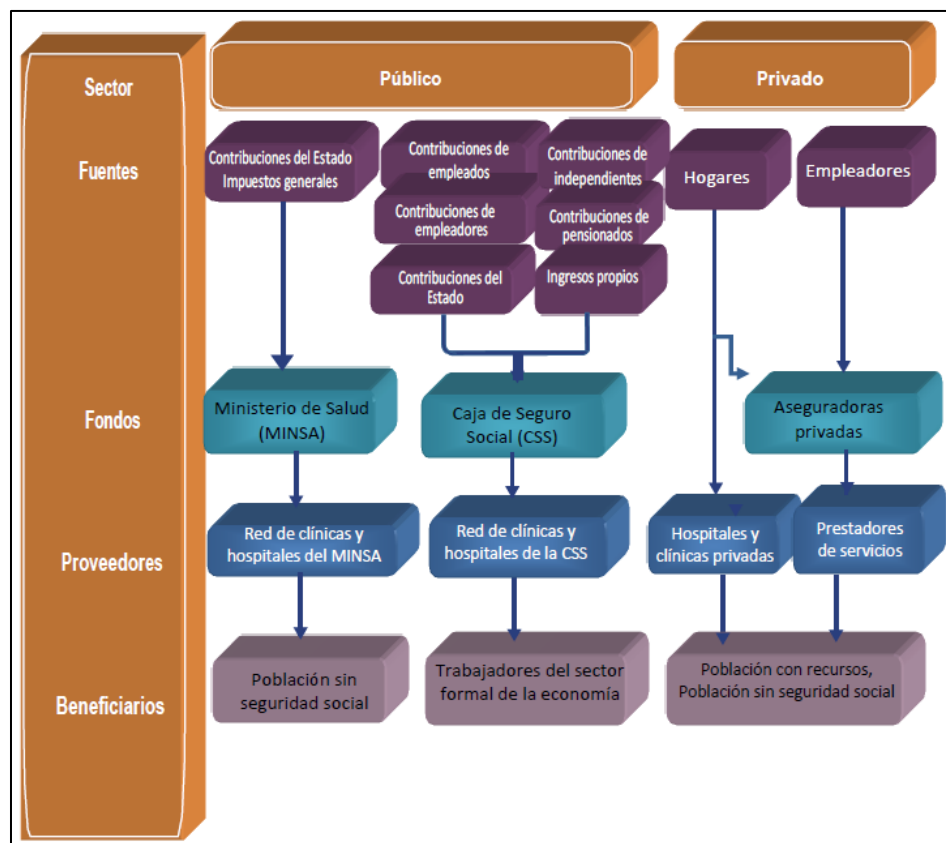 Sector
Público
Privado
Fuentes
Contribuciones del Estado
Impuestos generales
Contribuciones de
empleados
Contribuciones de
independientes
Contribuciones de
empleadores
Contribuciones de
pensionados
Contribuciones del
Estado
Ingresos propios
Hogares
Empleadores
Fondos
Ministerio de Salud
(MINSA)
Caja de Seguro
Social (CSS)
Aseguradoras
privadas
Proveedores
Red de clínicas y
hospitales del MINSA
Red de clínicas y
hospitales de la CSS
Hospitales y
clínicas privadas
Prestadores
de servicios
Beneficiarios
Población sin
seguridad social
Trabajadores del sector
formal de la economía
Población con recursos,
Población sin seguridad social